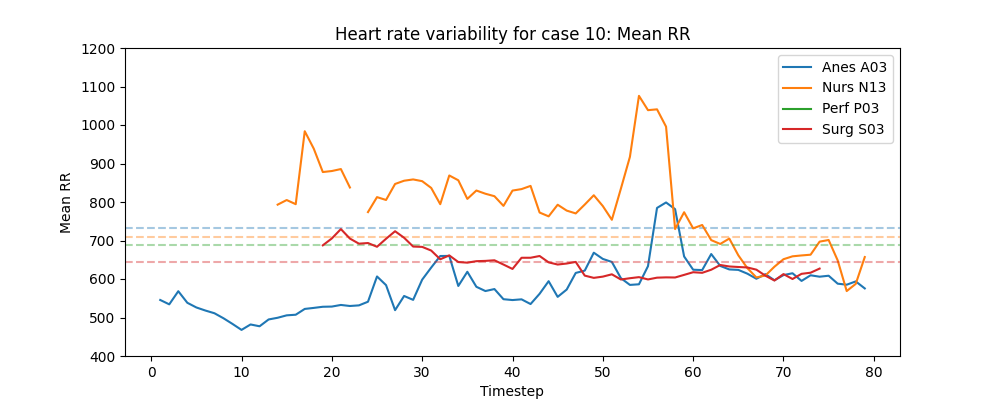 Heart rate variability for case 10: Mean RR
1200
1100
1000
900
800
700
600
500
400
Mean RR
Anes A03
Nurs N13
Perf P03
Surg S03
0 10 20 30 40 50 60 70 80
Timestep